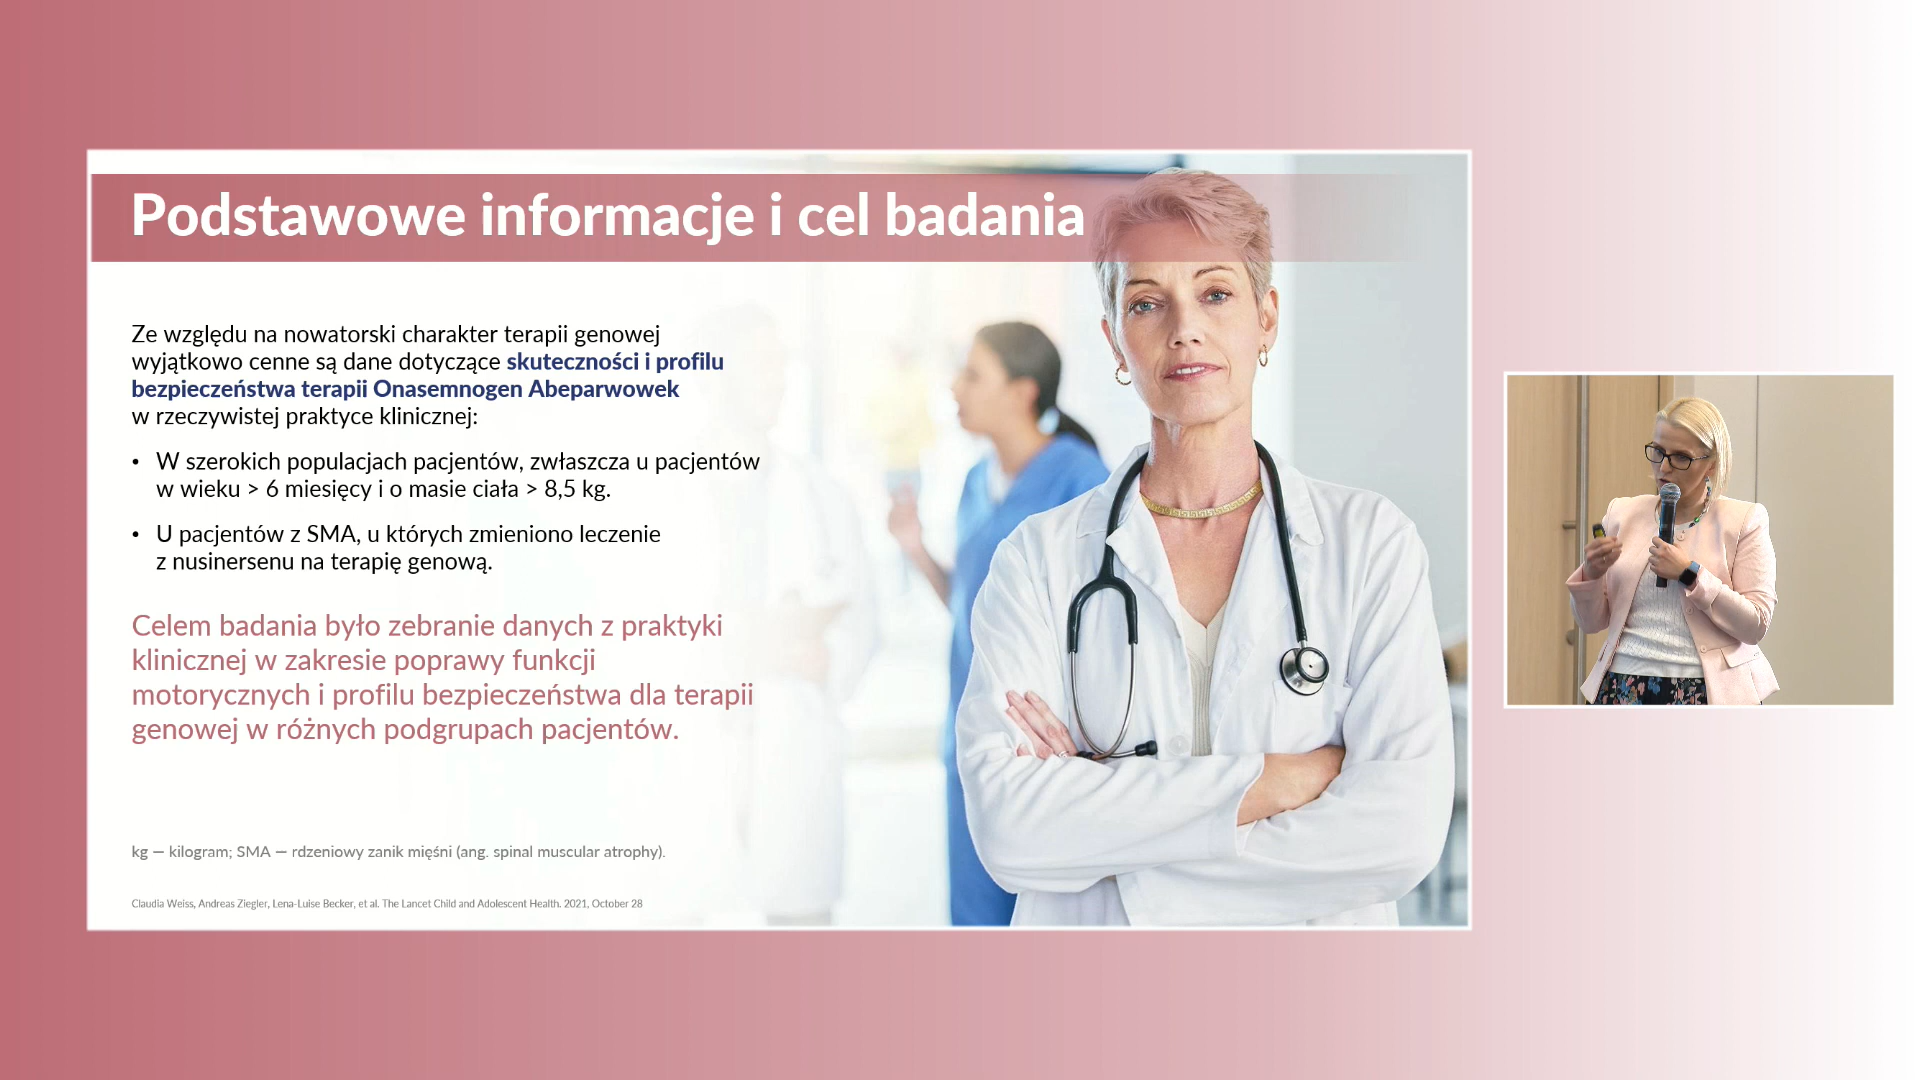 Podstawowe informacje i cel badania
Ze względu na nowatorski charakter terapii genowej
wyjątkowo cenne są dane dotyczące skuteczności i profilu
bezpieczeństwa terapii Onasemnogen Abeparwowek
w rzeczywistej praktyce klinicznej:
• W szerokich populacjach pacjentów, zwłaszcza u pacjentów
w wieku > 6 miesięcy i o masie ciała > 8,5 kg.
• U pacjentów z SMA, u których zmieniono leczenie
z nusinersenu na terapię genową.
Celem badania było zebranie danych z praktyki
klinicznej w zakresie poprawy funkcji
motorycznych i profilu bezpieczeństwa dla terapii
genowej w różnych podgrupach pacjentów.
kg — kilogram; SMA — rdzeniowy zanik mięśni (ang. spinal muscular atrophy).
Claudia Weiss, Andreas Ziegler, Lena-Luise Becker, et al. The Lancet Child and Adolescent Health. 2021, October 28